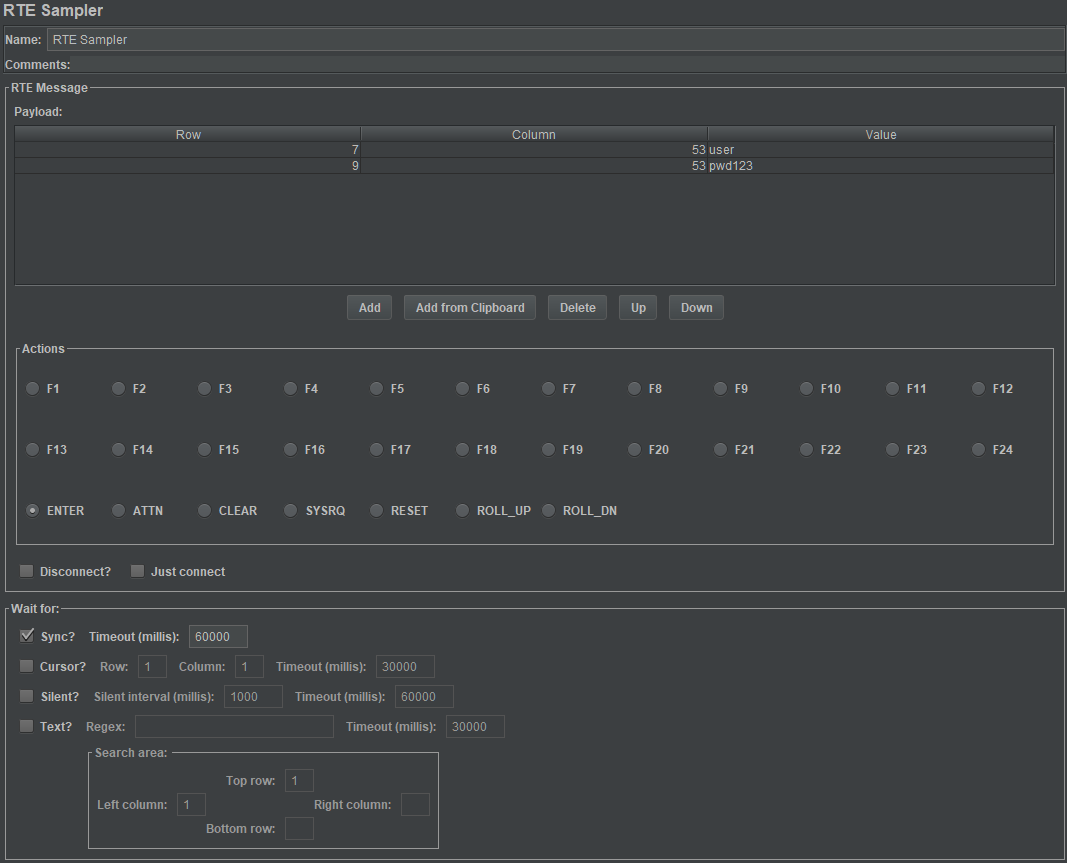 RTE Sampler
Name: RTE Sampler
Comments:
RTE Message
Payload:
Row Column Value
7 53 user
9 53 pwd123
Add Add from Clipboard Delete Up Down
Actions
F1 F2 F3 F4 F5 F6 F7 F8 F9 F10 F11 F12
F13 F14 F15 F16 F17 F18 F19 F20 F21 F22 F23 F24
ENTER ATTN CLEAR SYSRQ RESET ROLL_UP ROLL_DN
Disconnect? Just connect
Wait for:
Sync? Timeout (millis): 60000
Cursor? Row: 1 Column: 1 Timeout (millis): 30000
Silent? Silent interval (millis): 1000 Timeout (millis): 60000
Text? Regex: Timeout (millis): 30000
Search area:
Top row: 1
Left column: 1 Right column:
Bottom row: